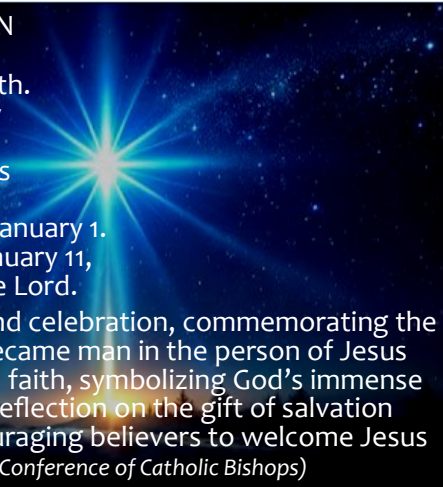 N
th.
s
anuary 1.
nuary 11,
e Lord.
nd celebration, commemorating the
ecame man in the person of Jesus
faith, symbolizing God's immense
eflection on the gift of salvation
uraging believers to welcome Jesus
Conference of Catholic Bishops)